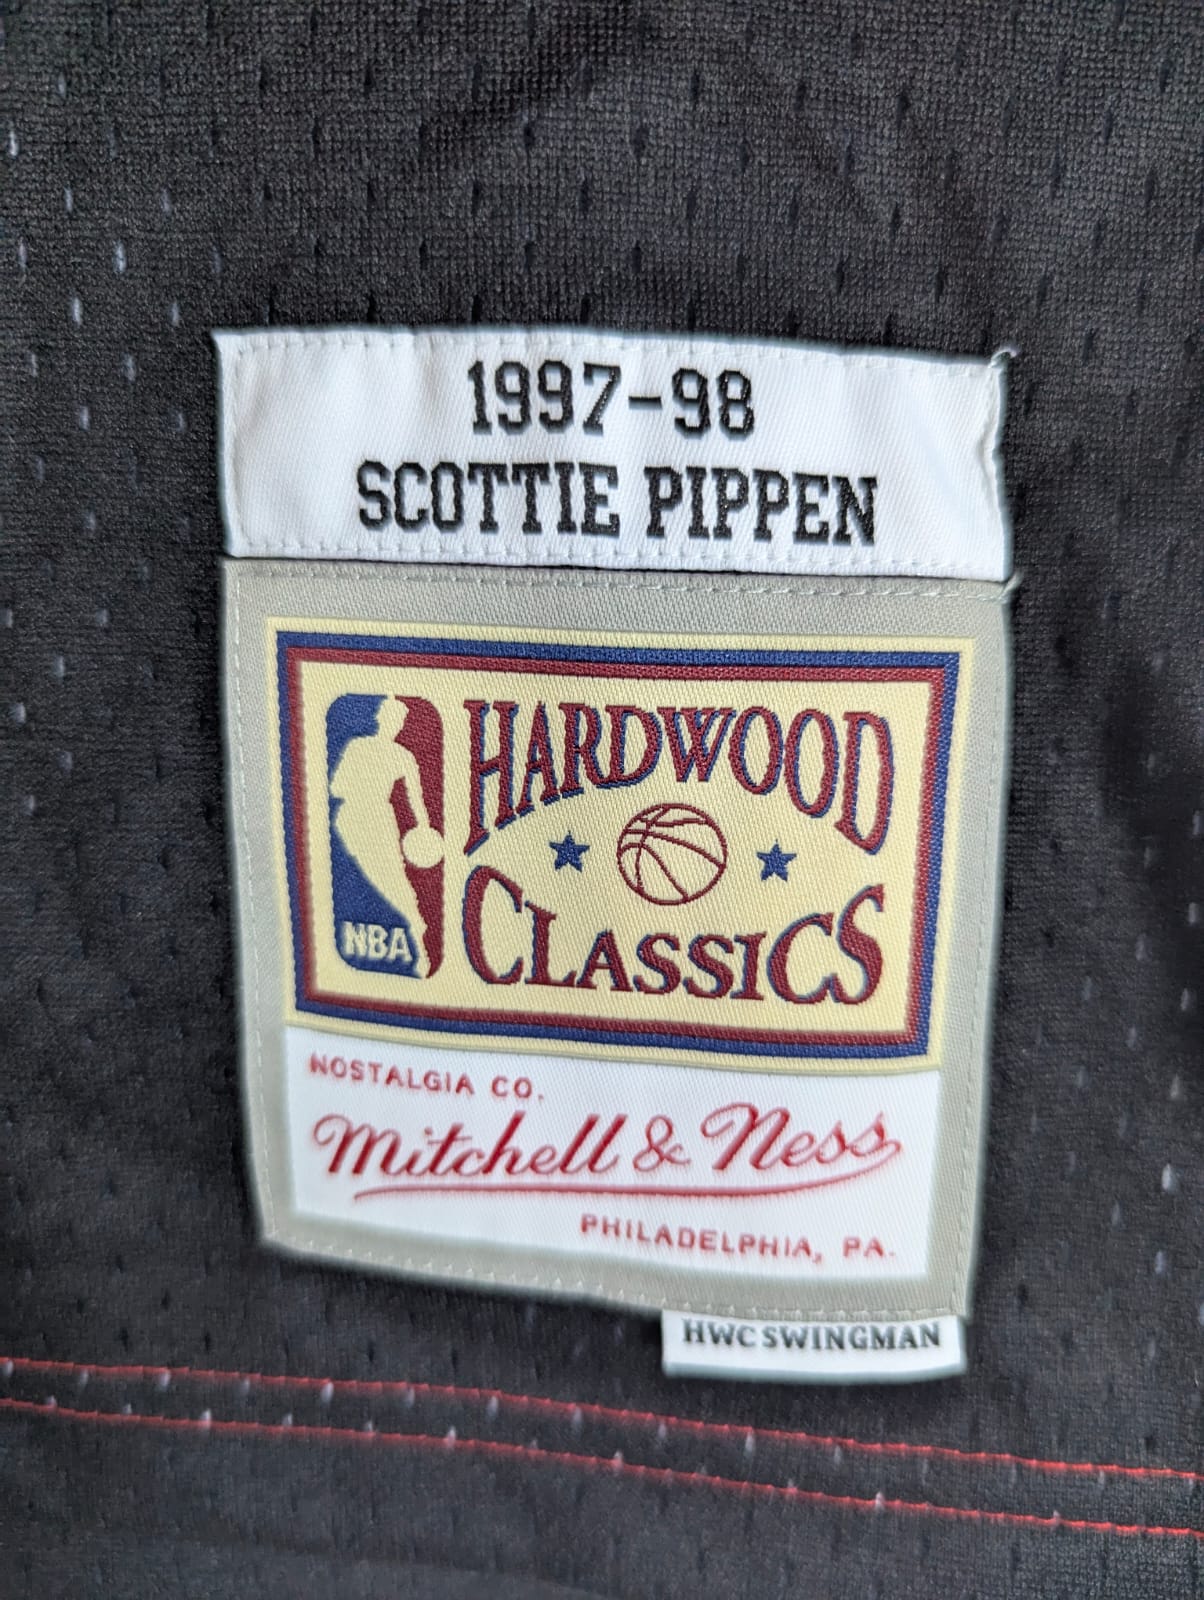 1997-98
SCOTTIE PIPPEN
HARDWOOD
CLASSICS
NBA
NOSTALGIA CO.
Mitchell & Ness
PHILADELPHIA, PA.
HWC SWINGMAN